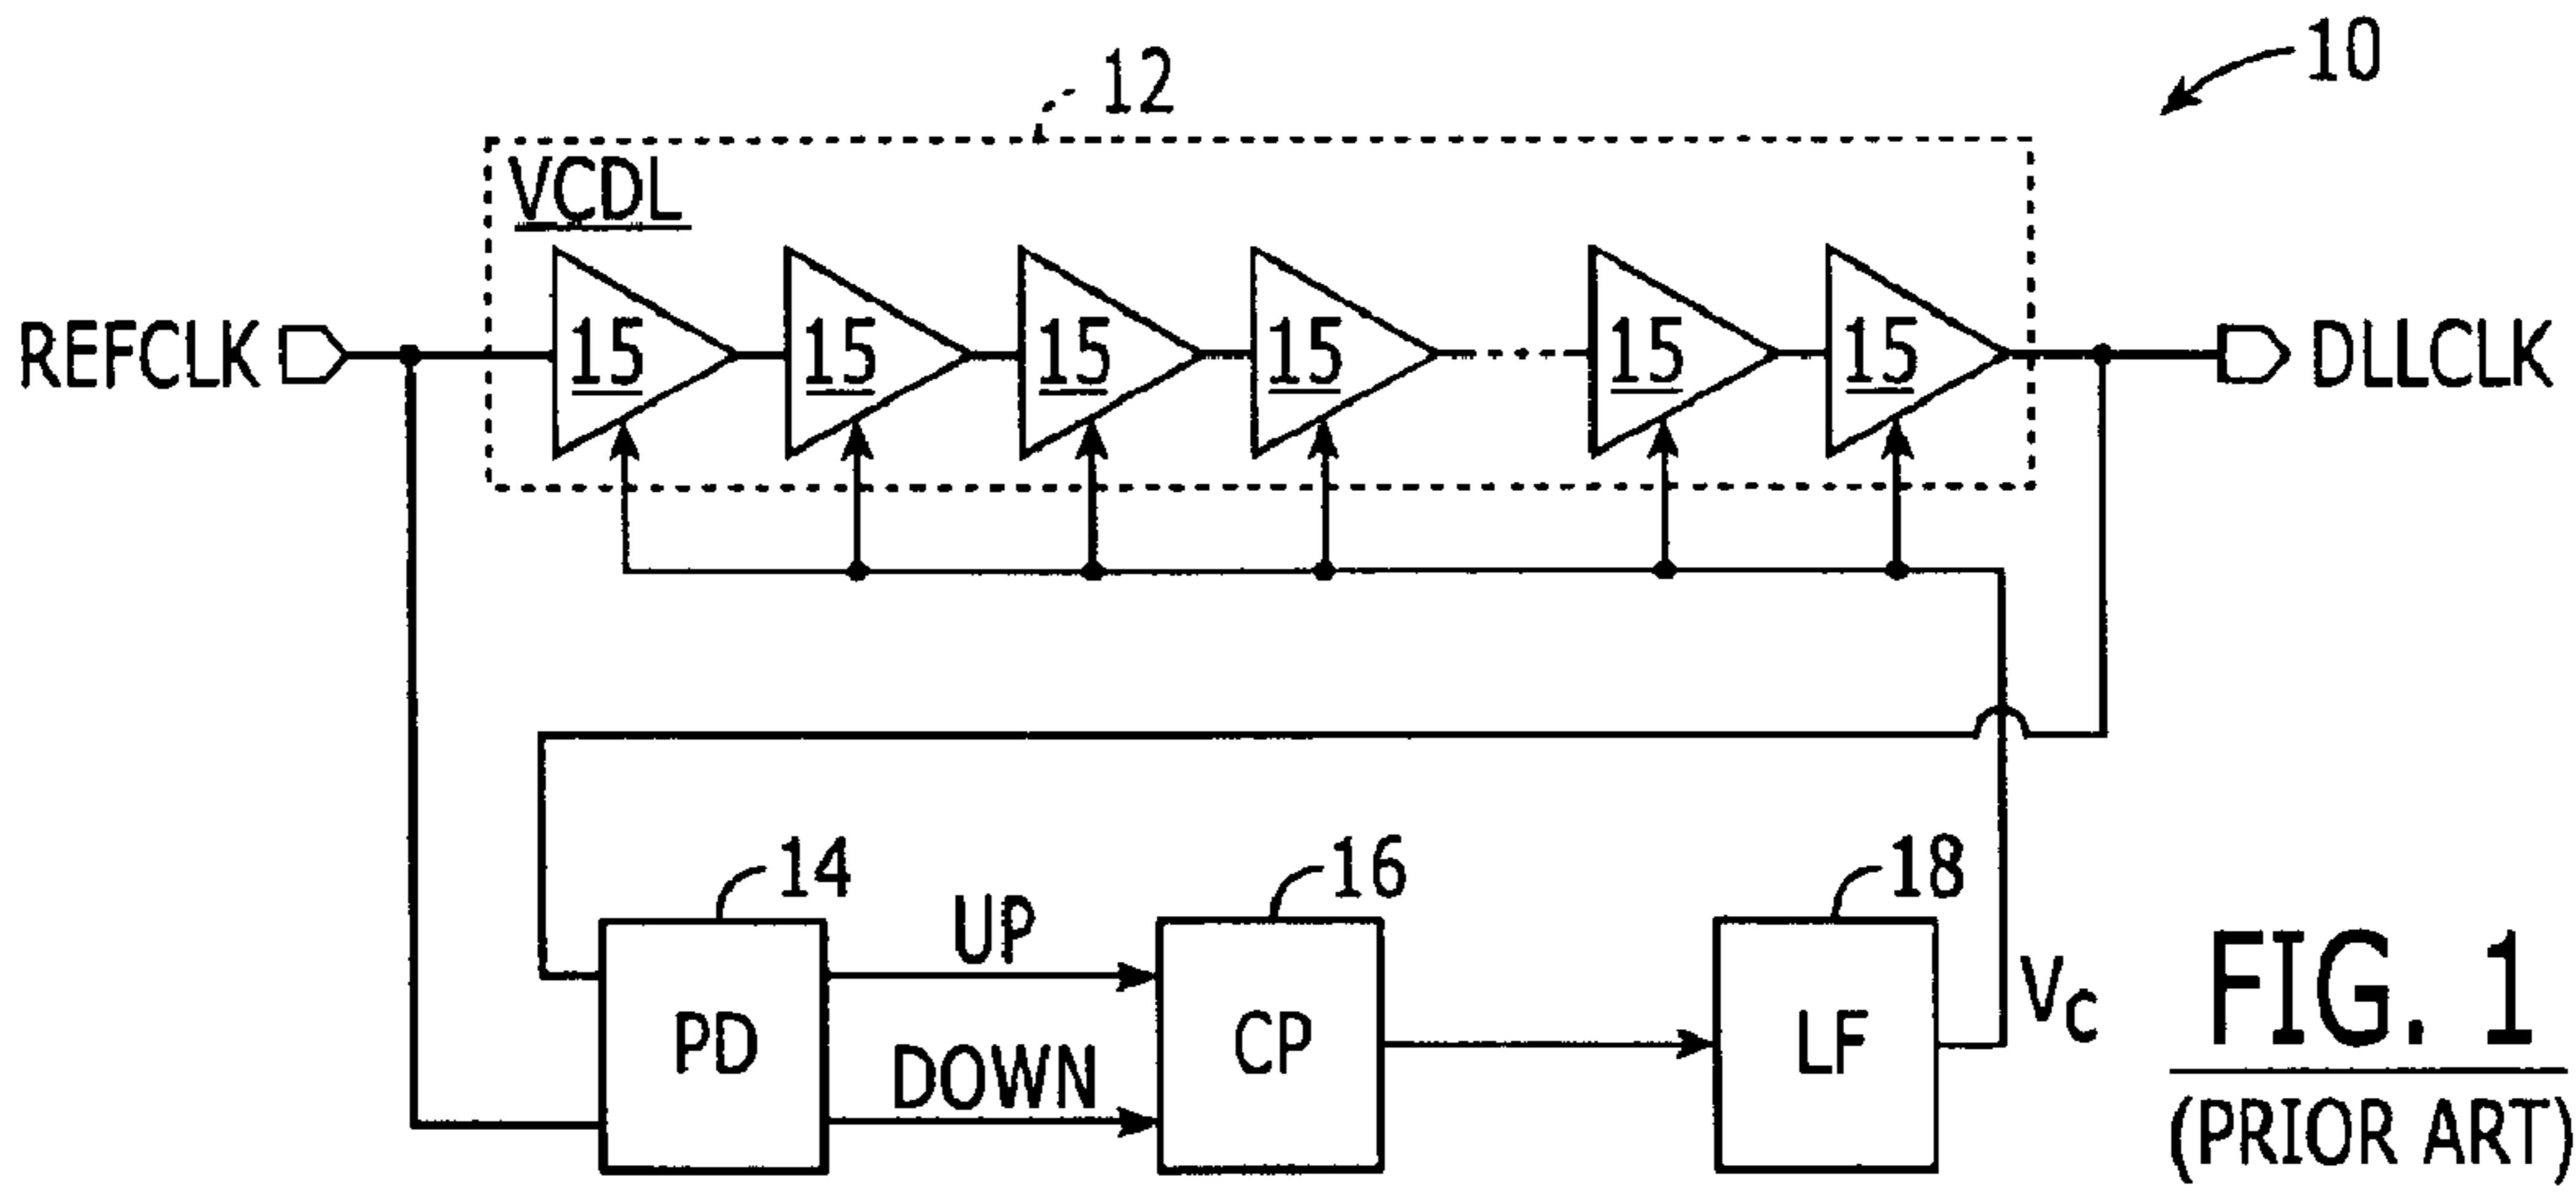 10
12
VCDL
REFCLK
15 15 15 15 15 15
DLLCLK
14
16
18
UP
DOWN
PD
CP
LF
VC
FIG. 1
(PRIOR ART)